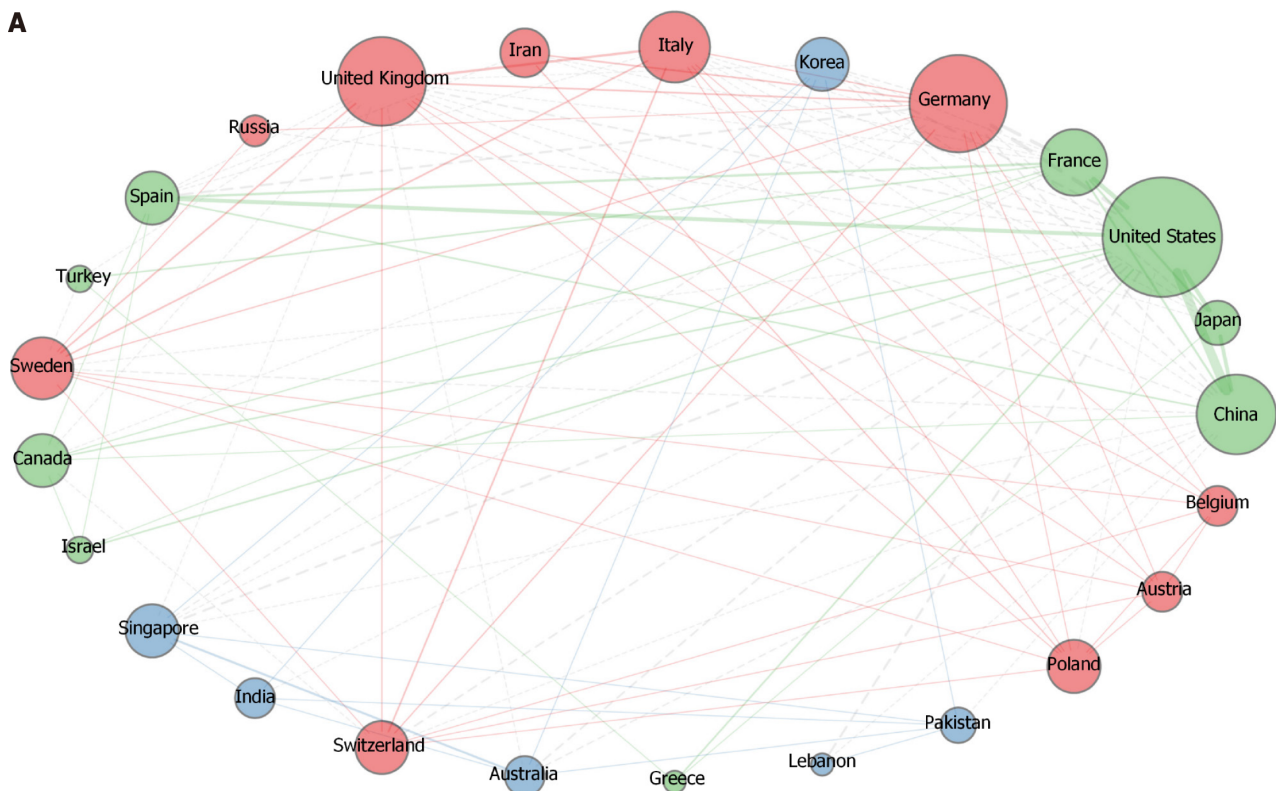 A
Italy
Iran
Korea
United Kingdom
Germany
Russia
France
Spain
United States
Turkey
Japan
Sweden
China
Canada
Belgium
Israel
Austria
Singapore
Poland
India
Pakistan
Switzerland
Lebanon
Australia
Greece